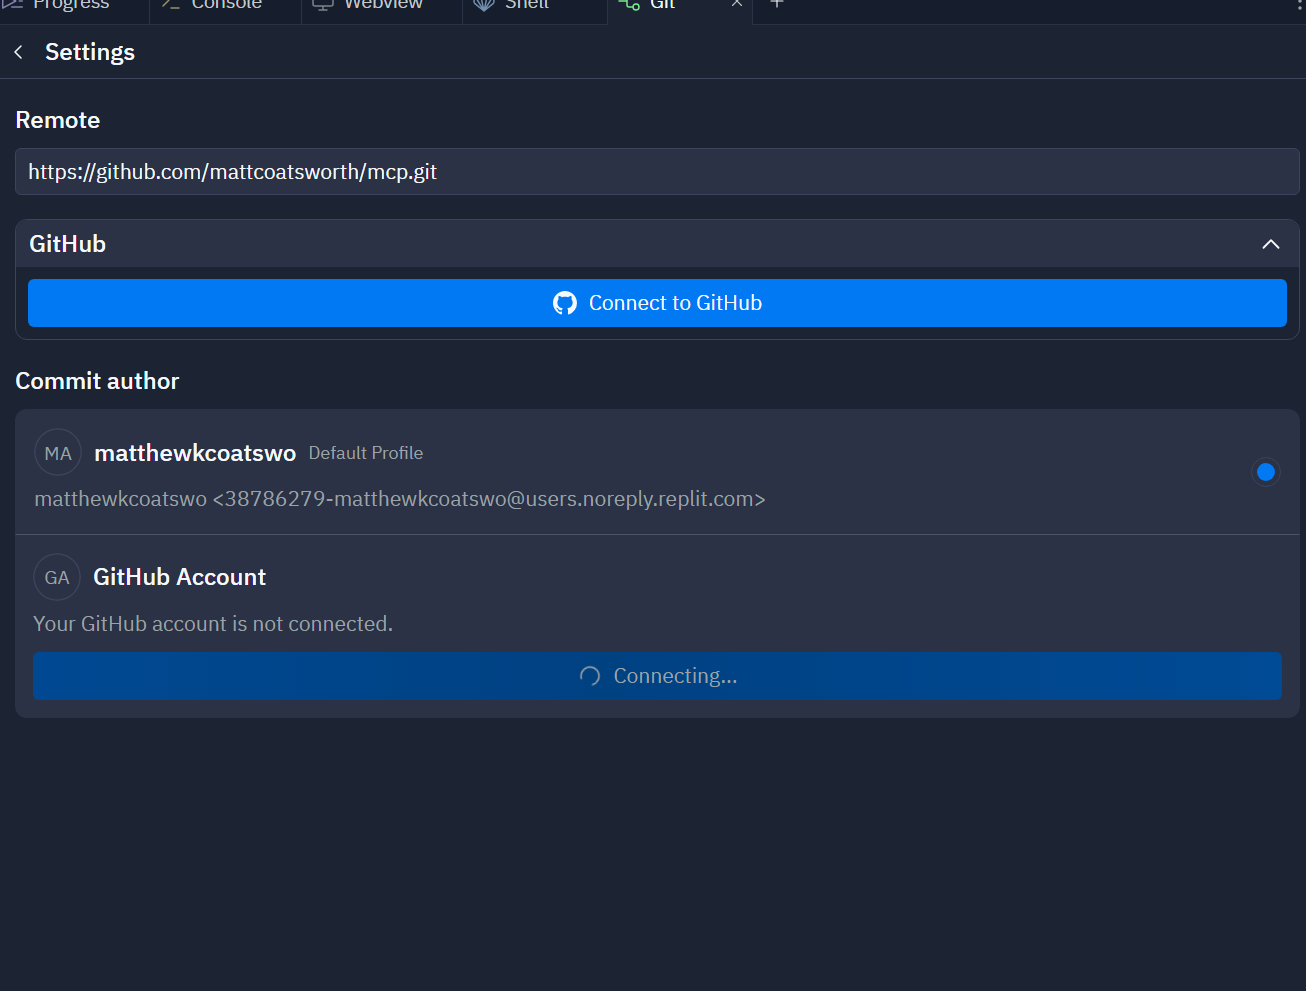 Progress
Console
Webview
Shell
Git
Settings
Remote
https://github.com/mattcoatsworth/mcp.git
GitHub
Connect to GitHub
Commit author
MA matthewkcoatswo Default Profile
matthewkcoatswo <38786279-matthewkcoatswo@users.noreply.replit.com>
GA GitHub Account
Your GitHub account is not connected.
Connecting...